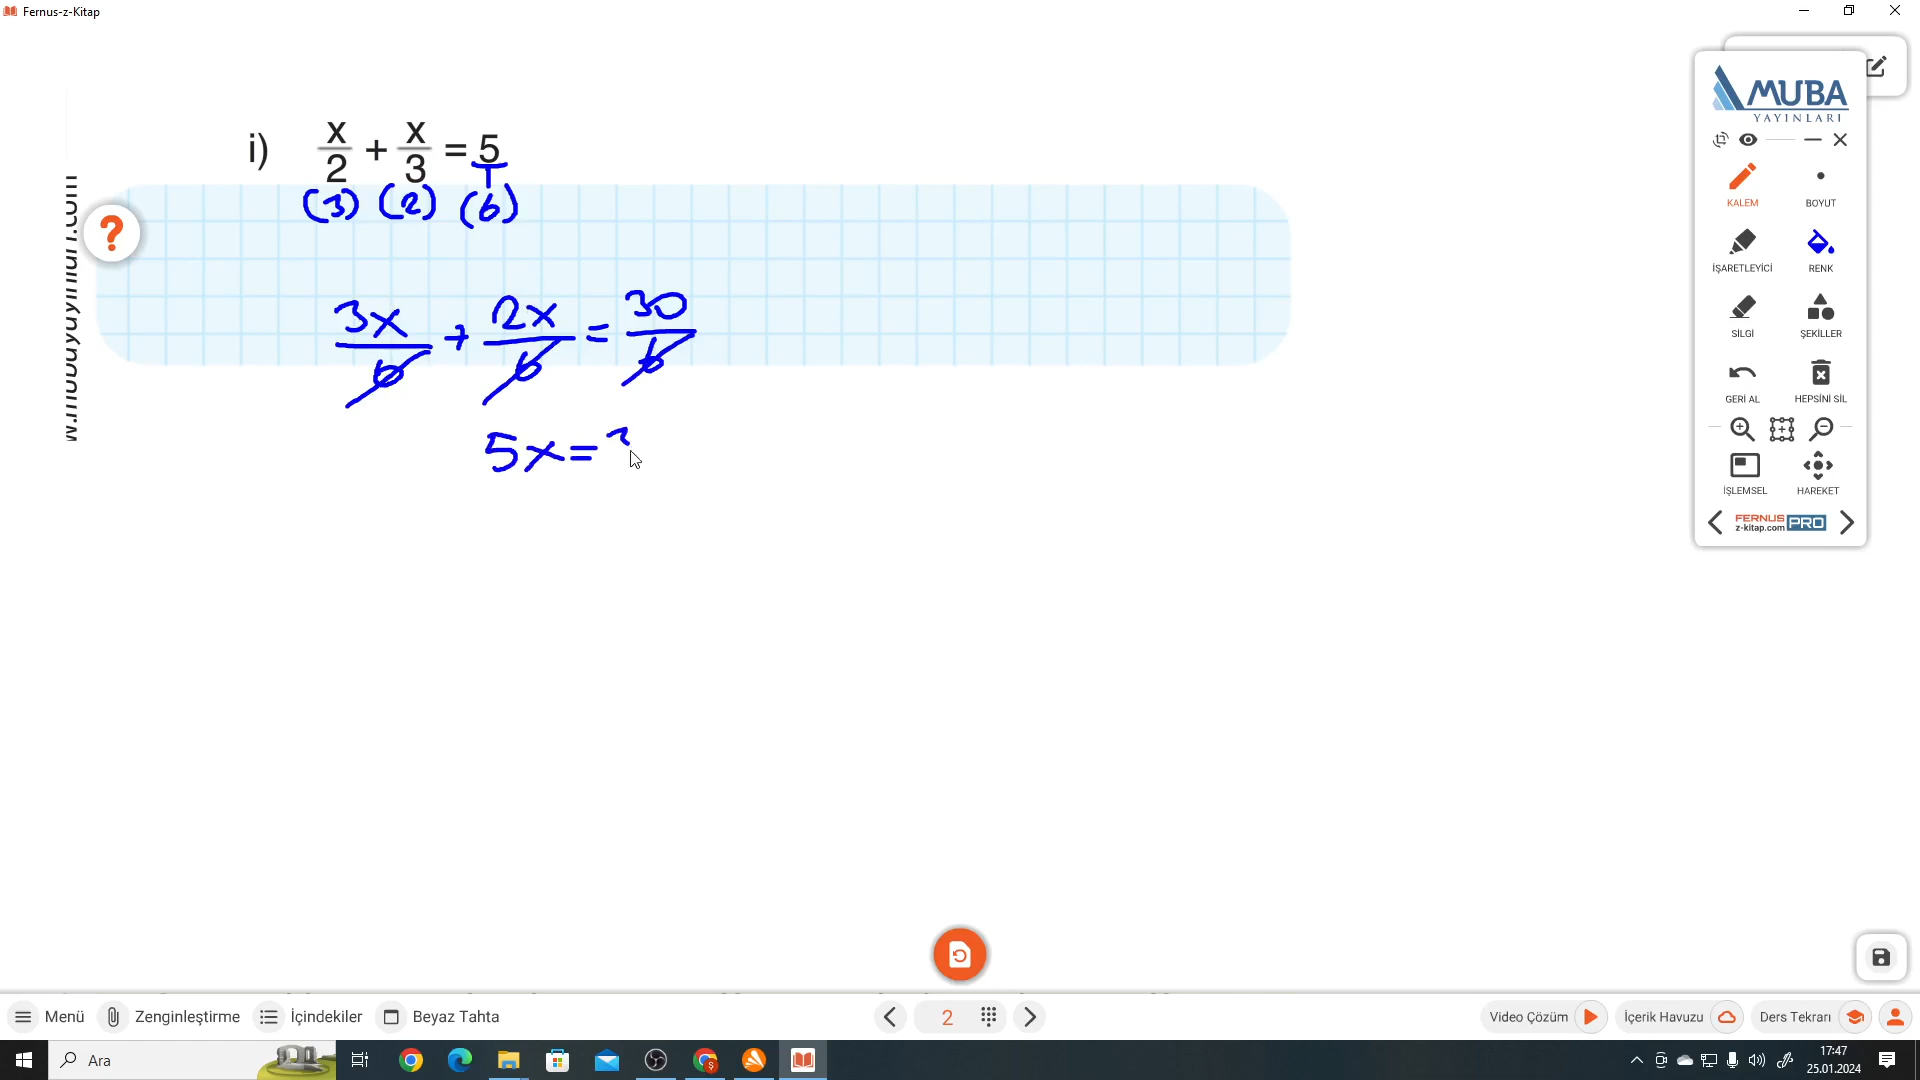 Fernus-z-Kitap
MUBA
YAYINLARI
i) x/2 + x/3 = 5/1
(3) (2) (6)
3x/6 + 2x/6 = 30/6
5x=
KALEM
BOYUT
İŞARETLEYİCİ
RENK
SİLGİ
ŞEKİLLER
GERİ AL
HEPSİNİ SİL
İŞLEMSEL
HAREKET
FERNUS
z-kitap.com PRO
?
Menü
Zenginleştirme
İçindekiler
Beyaz Tahta
2
Video Çözüm
İçerik Havuzu
Ders Tekrarı
Ara
17:47
25.01.2024